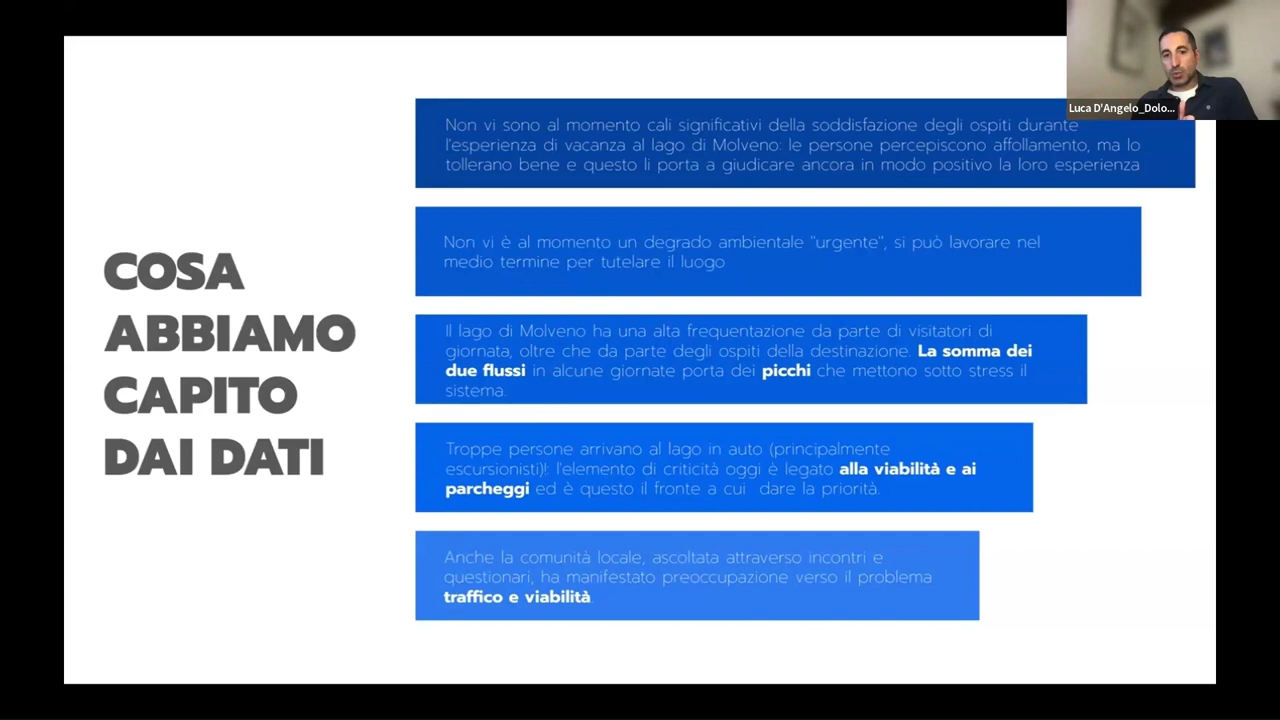 Luca D'Angelo_Dolo...
COSA
ABBIAMO
CAPITO
DAI DATI
Non vi sono al momento cali significativi della soddisfazione degli ospiti durante
l'esperienza di vacanza al lago di Molveno: le persone percepiscono affollamento, ma lo
tollerano bene e questo li porta a giudicare ancora in modo positivo la loro esperienza
Non vi è al momento un degrado ambientale "urgente", si può lavorare nel
medio termine per tutelare il luogo
Il lago di Molveno ha una alta frequentazione da parte di visitatori di
giornata, oltre che da parte degli ospiti della destinazione. La somma dei
due flussi in alcune giornate porta dei picchi che mettono sotto stress il
sistema.
Troppe persone arrivano al lago in auto (principalmente
escursionisti)!: l'elemento di criticità oggi è legato alla viabilità e ai
parcheggi ed è questo il fronte a cui dare la priorità.
Anche la comunità locale, ascoltata attraverso incontri e
questionari, ha manifestato preoccupazione verso il problema
traffico e viabilità.